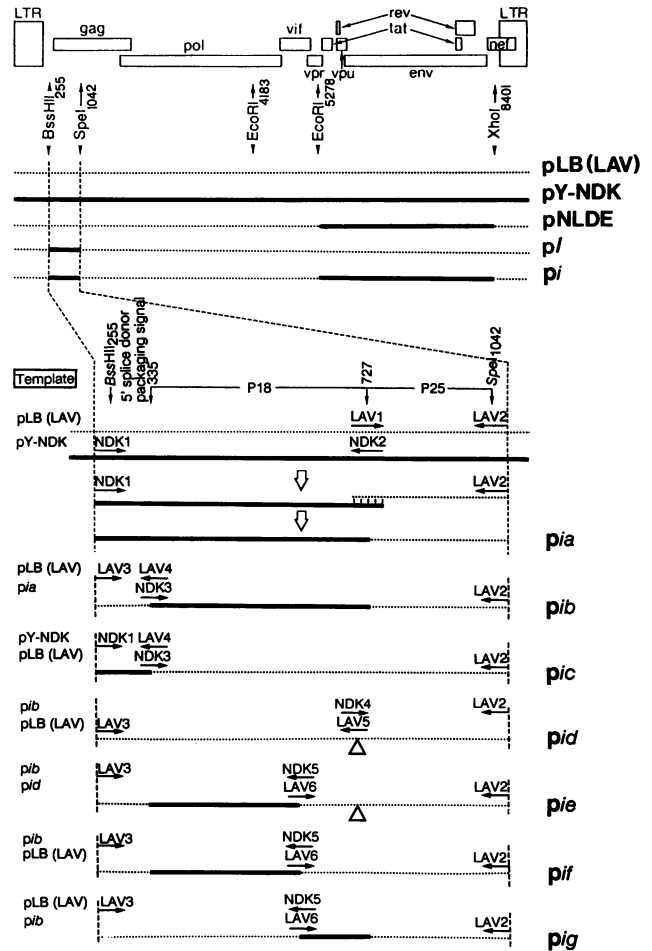 LTR LTR
gag vif rev nef
pol tat
vpr vpu env
BssHII 255 SpeI 1042 EcoRI 4183 EcoRI 5278 XhoI 8401
pLB (LAV)
pY-NDK
pNLDE
pl
pi
BssHII 255 5' splice donor packaging signal 335 727 SpeI 1042
Template P18 P25
pLB (LAV) LAV1 LAV2
pY-NDK NDK1 NDK2
NDK1 LAV2
pia
pLB (LAV) LAV3 LAV4
pia NDK3 LAV2 pib
pY-NDK NDK1 LAV4
pLB (LAV) NDK3 LAV2 pic
pib NDK4 LAV2
pLB (LAV) LAV3 LAV5 pid
pib LAV3 NDK5
pid LAV6 LAV2 pie
pib LAV3 NDK5
pLB (LAV) LAV6 LAV2 pif
pLB (LAV) LAV3 NDK5
pib LAV6 LAV2 pig